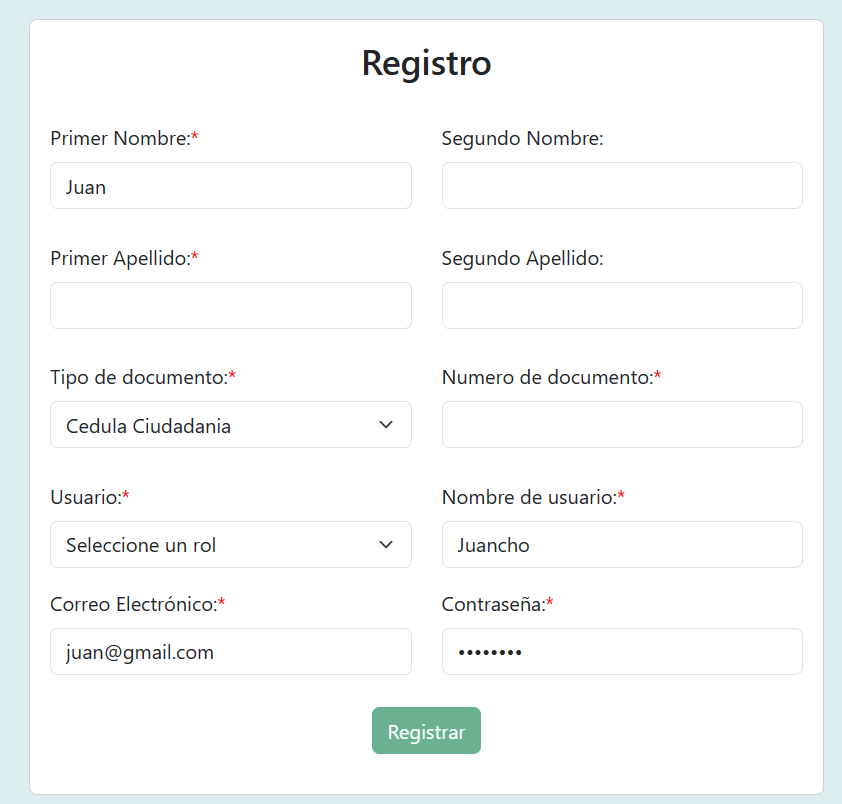 Registro
Primer Nombre:*
Segundo Nombre:
Juan
Primer Apellido:*
Segundo Apellido:
Tipo de documento:*
Numero de documento:*
Cedula Ciudadania
Usuario:*
Nombre de usuario:*
Seleccione un rol
Juancho
Correo Electrónico:*
Contraseña:*
juan@gmail.com
••••••••
Registrar